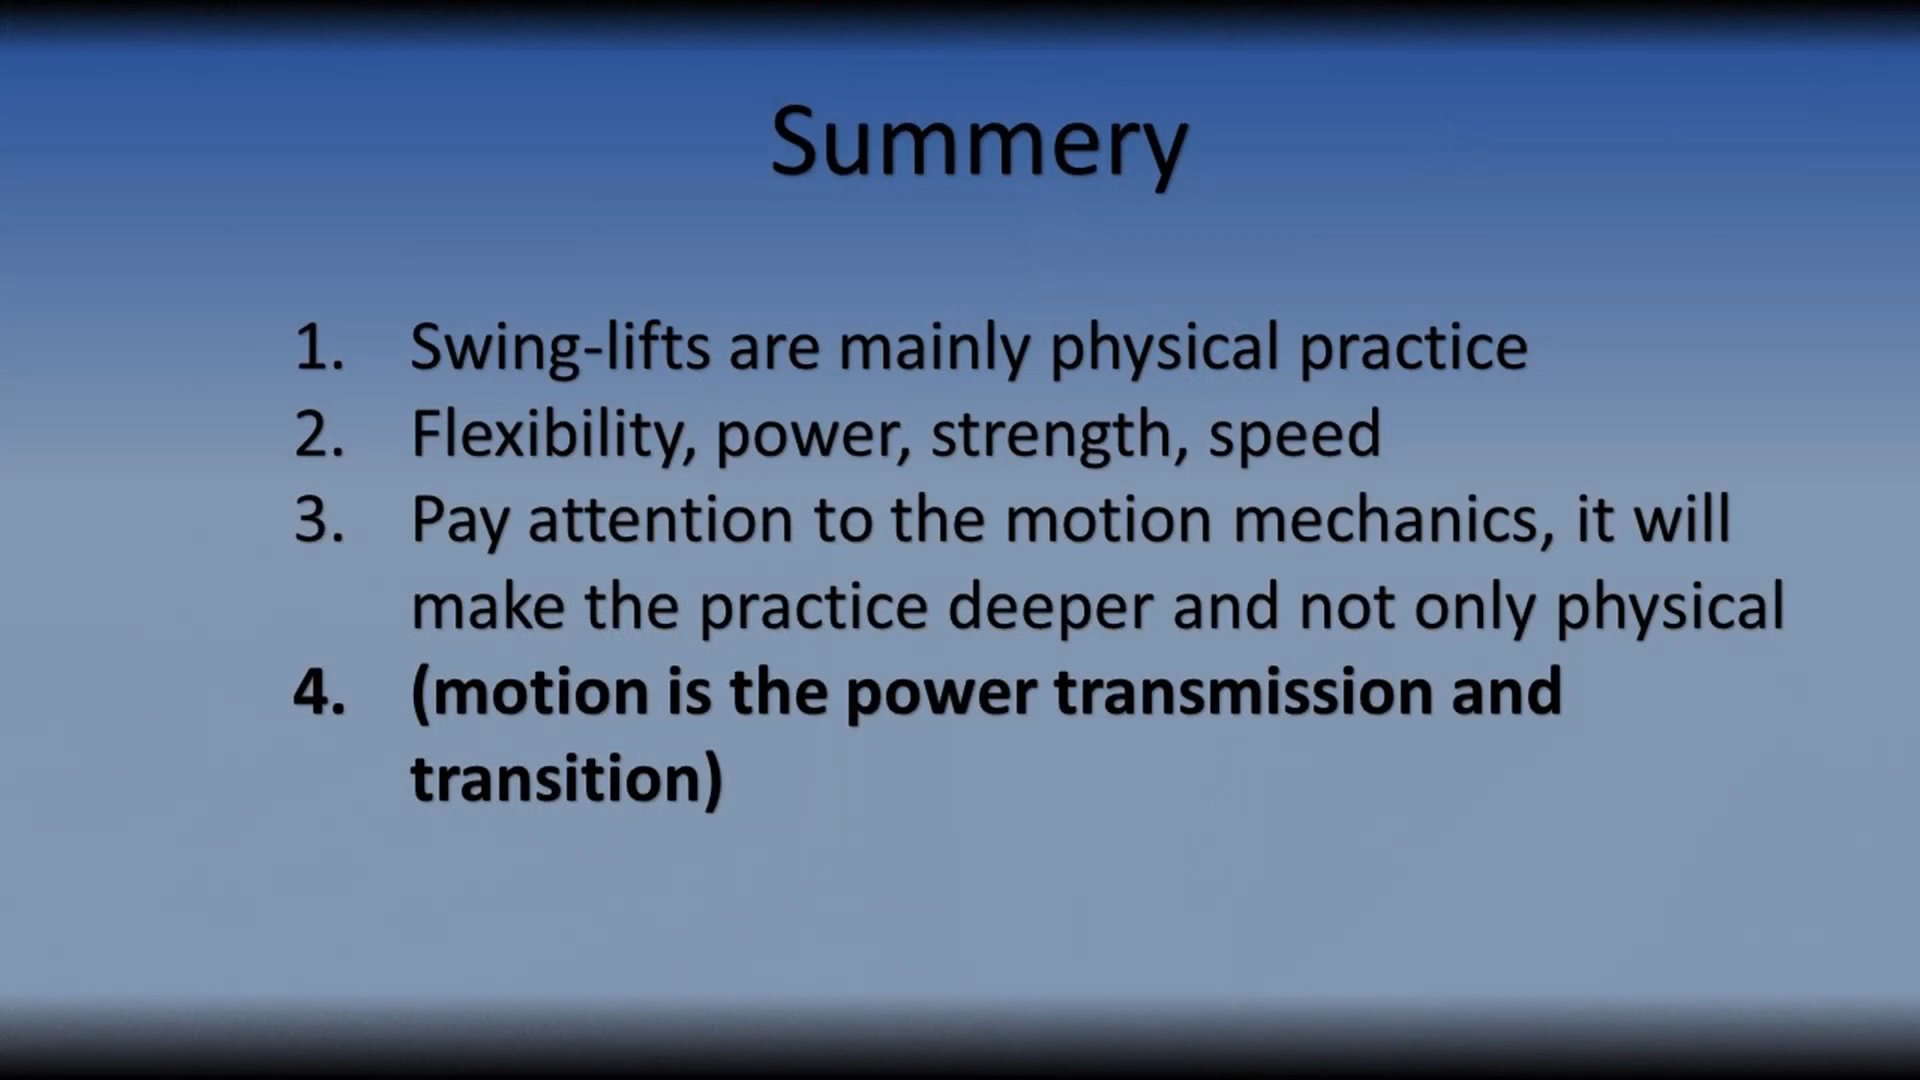 Summery
1. Swing-lifts are mainly physical practice
2. Flexibility, power, strength, speed
3. Pay attention to the motion mechanics, it will
make the practice deeper and not only physical
4. (motion is the power transmission and
transition)